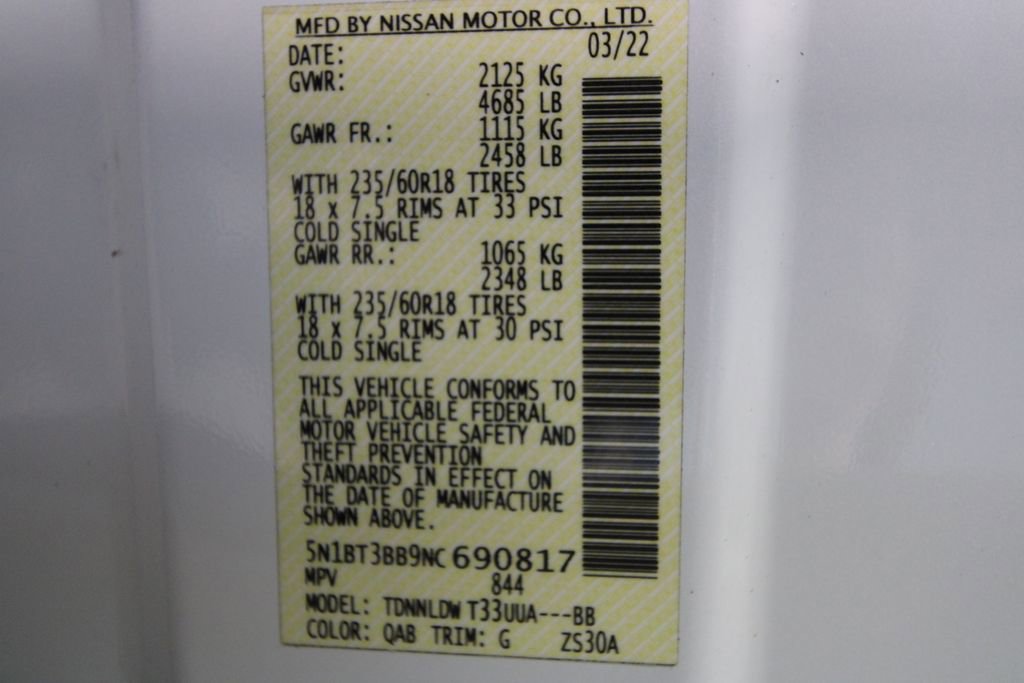 MFD BY NISSAN MOTOR CO., LTD.
DATE: 03/22
GVWR: 2125 KG
4685 LB
GAWR FR.: 1115 KG
2458 LB
WITH 235/60R18 TIRES
18 x 7.5 RIMS AT 33 PSI
COLD SINGLE
GAWR RR.: 1065 KG
2348 LB
WITH 235/60R18 TIRES
18 x 7.5 RIMS AT 30 PSI
COLD SINGLE
THIS VEHICLE CONFORMS TO
ALL APPLICABLE FEDERAL
MOTOR VEHICLE SAFETY AND
THEFT PREVENTION
STANDARDS IN EFFECT ON
THE DATE OF MANUFACTURE
SHOWN ABOVE.
5N1BT3BB9NC690817
MPV 844
MODEL: TDNNLDW T33UUA---BB
COLOR: QAB TRIM: G ZS30A